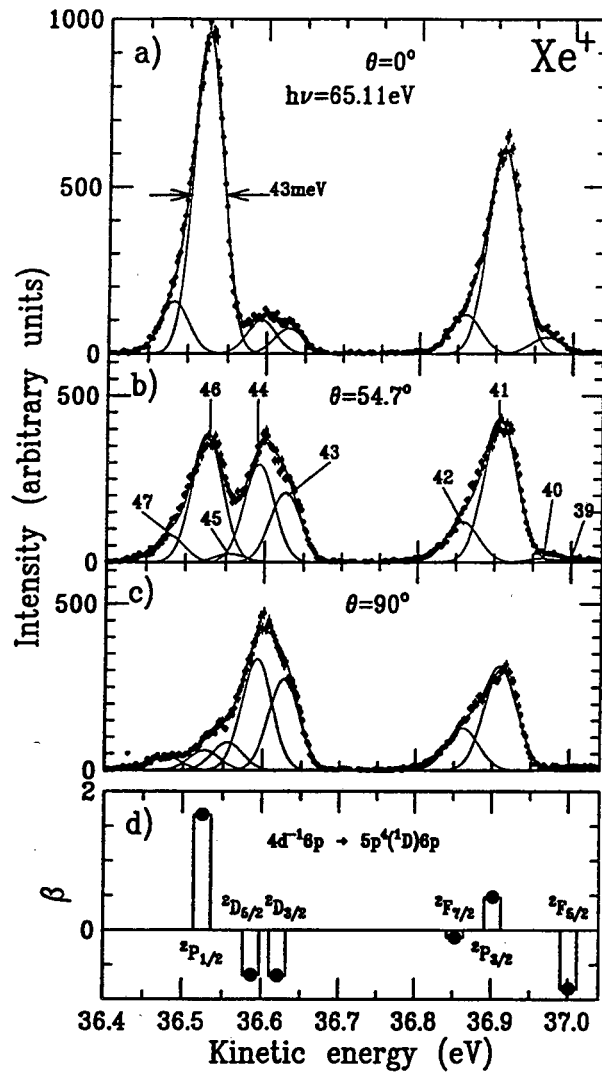 Xe⁴
a)
θ=0°
hν=65.11eV
43meV
1000
500
0
b)
θ=54.7°
46
44
41
43
42
47
45
40
39
500
0
c)
θ=90°
500
0
d)
4d⁻¹6p → 5p⁴(¹D)6p
²D₅/₂ ²D₃/₂
²F₇/₂
²F₅/₂
²P₁/₂
²P₃/₂
2
0
β
Intensity (arbitrary units)
36.4 36.5 36.6 36.7 36.8 36.9 37.0
Kinetic energy (eV)